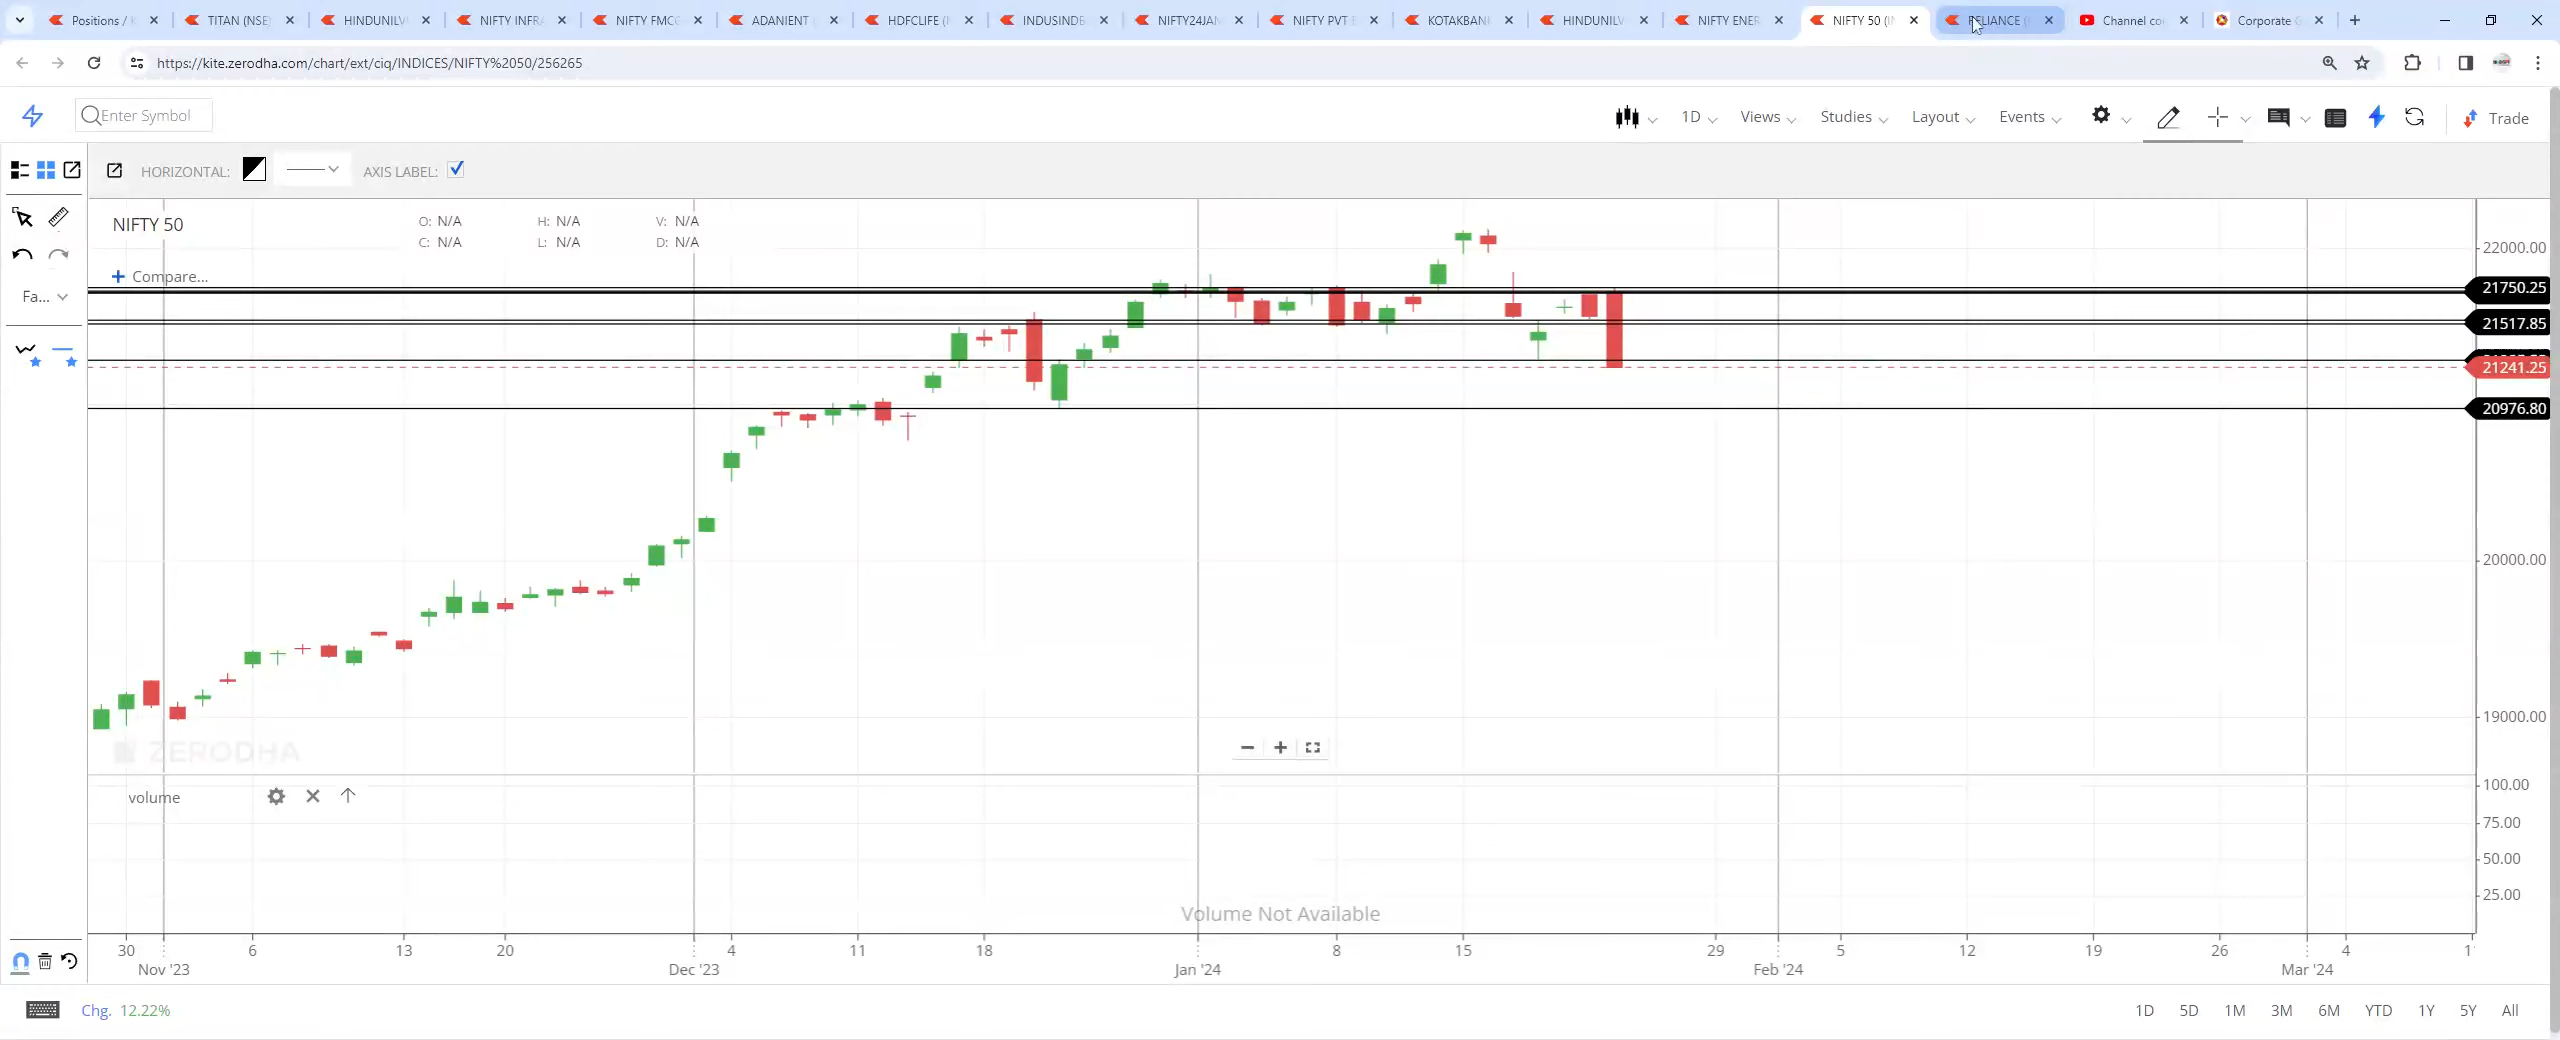 Positions / K
TITAN (NSE)
HINDUNILV
NIFTY INFRA
NIFTY FMCG
ADANIENT
HDFCLIFE (
INDUSINDB
NIFTY24JAN
NIFTY PVT B
KOTAKBAN
HINDUNILV
NIFTY ENER
NIFTY 50 (IN
RELIANCE (
Channel co
Corporate
https://kite.zerodha.com/chart/ext/ciq/INDICES/NIFTY%2050/256265
Enter Symbol
1D
Views
Studies
Layout
Events
Trade
HORIZONTAL:
AXIS LABEL:
NIFTY 50
O: N/A H: N/A V: N/A
C: N/A L: N/A D: N/A
+ Compare...
Fa...
22000.00
21750.25
21517.85
21241.25
20976.80
20000.00
19000.00
ZERODHA
volume
100.00
75.00
50.00
25.00
Volume Not Available
30 6 13 20 4 11 18 8 15 29 5 12 19 26 4 1
Nov '23 Dec '23 Jan '24 Feb '24 Mar '24
Chg. 12.22%
1D 5D 1M 3M 6M YTD 1Y 5Y All